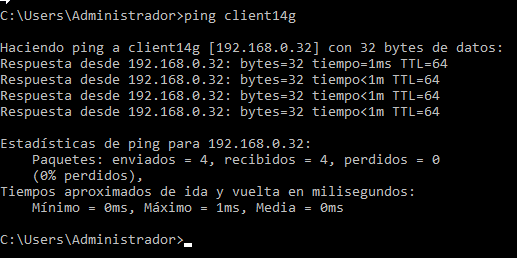 C:\Users\Administrador>ping client14g
Haciendo ping a client14g [192.168.0.32] con 32 bytes de datos:
Respuesta desde 192.168.0.32: bytes=32 tiempo=1ms TTL=64
Respuesta desde 192.168.0.32: bytes=32 tiempo<1m TTL=64
Respuesta desde 192.168.0.32: bytes=32 tiempo<1m TTL=64
Respuesta desde 192.168.0.32: bytes=32 tiempo<1m TTL=64
Estadísticas de ping para 192.168.0.32:
Paquetes: enviados = 4, recibidos = 4, perdidos = 0
(0% perdidos),
Tiempos aproximados de ida y vuelta en milisegundos:
Mínimo = 0ms, Máximo = 1ms, Media = 0ms
C:\Users\Administrador>